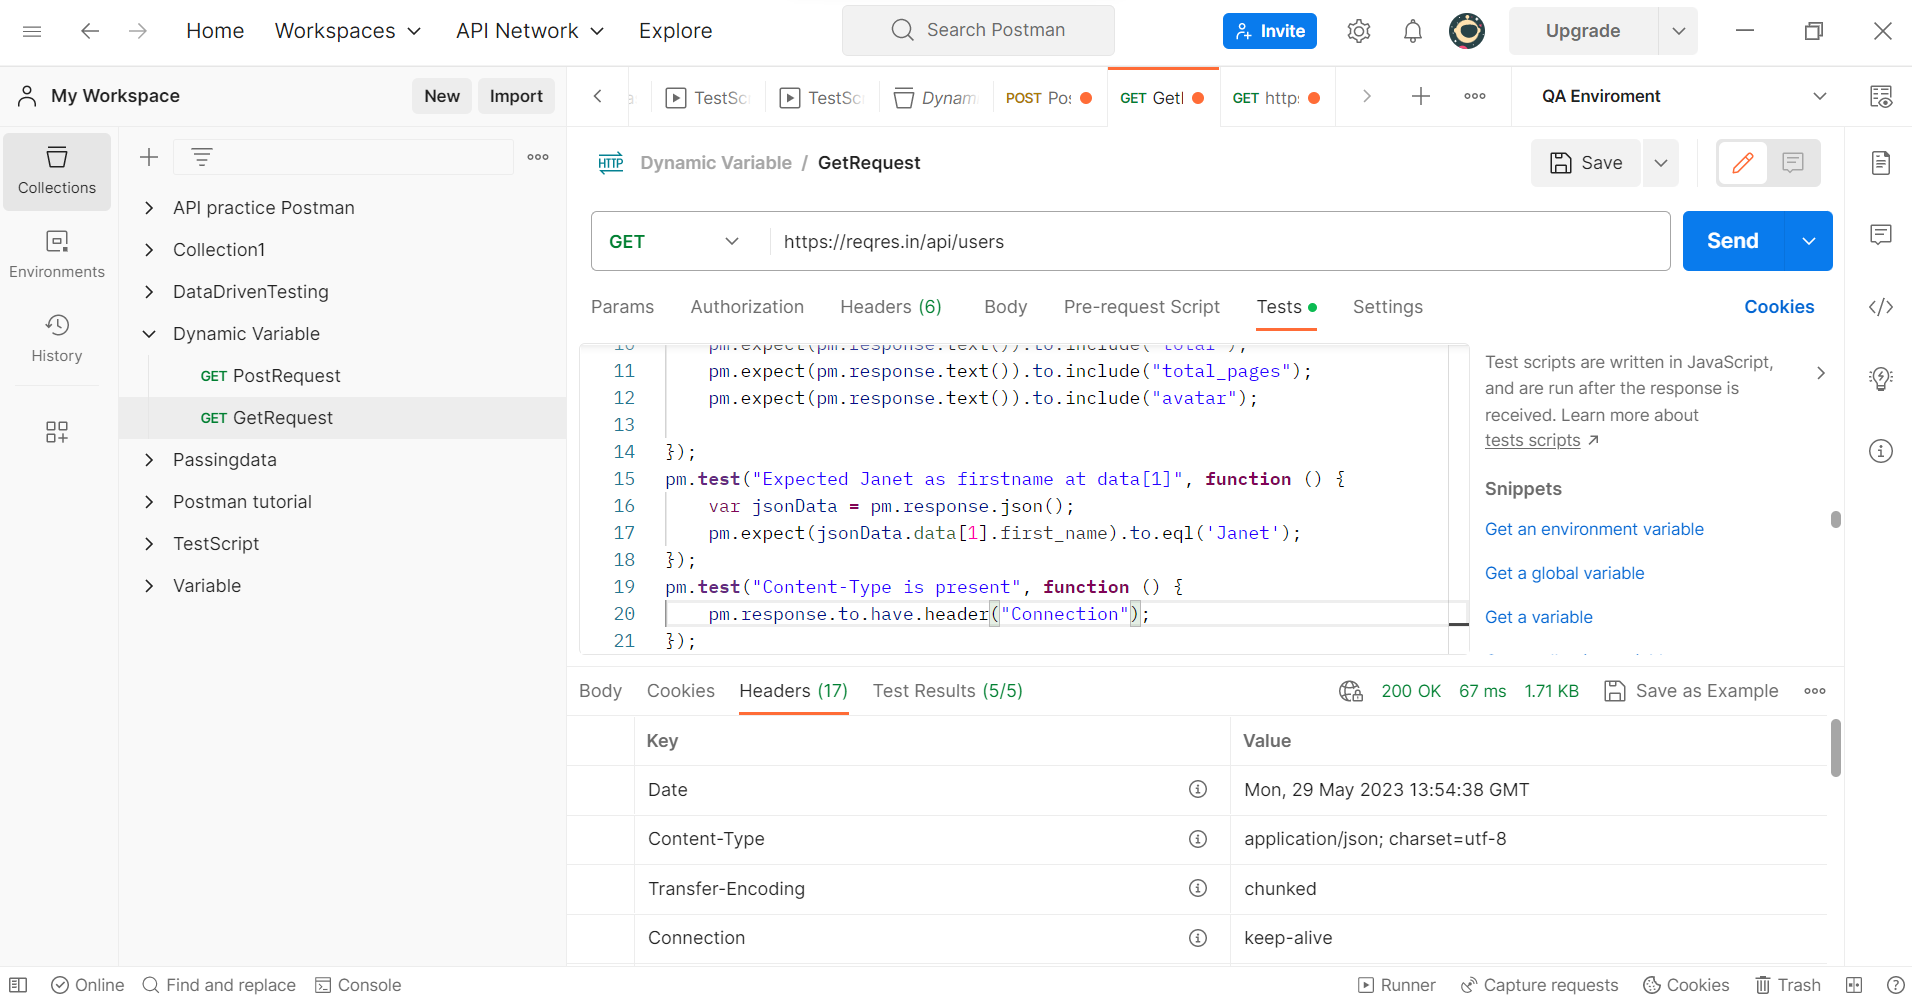 Home Workspaces API Network Explore Search Postman Invite Upgrade
My Workspace New Import
TestSc TestSc Dynam POST Pos GET Getl GET http: QA Enviroment
Collections
Environments
History
API practice Postman
Collection1
DataDrivenTesting
Dynamic Variable
GET PostRequest
GET GetRequest
Passingdata
Postman tutorial
TestScript
Variable
HTTP Dynamic Variable / GetRequest Save
GET https://reqres.in/api/users Send
Params Authorization Headers (6) Body Pre-request Script Tests Settings Cookies
10 pm.expect(pm.response.text()).to.include("total");
11 pm.expect(pm.response.text()).to.include("total_pages");
12 pm.expect(pm.response.text()).to.include("avatar");
13
14 });
15 pm.test("Expected Janet as firstname at data[1]", function () {
16 var jsonData = pm.response.json();
17 pm.expect(jsonData.data[1].first_name).to.eql('Janet');
18 });
19 pm.test("Content-Type is present", function () {
20 pm.response.to.have.header("Connection");
21 });
Test scripts are written in JavaScript,
and are run after the response is
received. Learn more about
tests scripts
Snippets
Get an environment variable
Get a global variable
Get a variable
Body Cookies Headers (17) Test Results (5/5) 200 OK 67 ms 1.71 KB Save as Example
Key Value
Date Mon, 29 May 2023 13:54:38 GMT
Content-Type application/json; charset=utf-8
Transfer-Encoding chunked
Connection keep-alive
Online Find and replace Console Runner Capture requests Cookies Trash